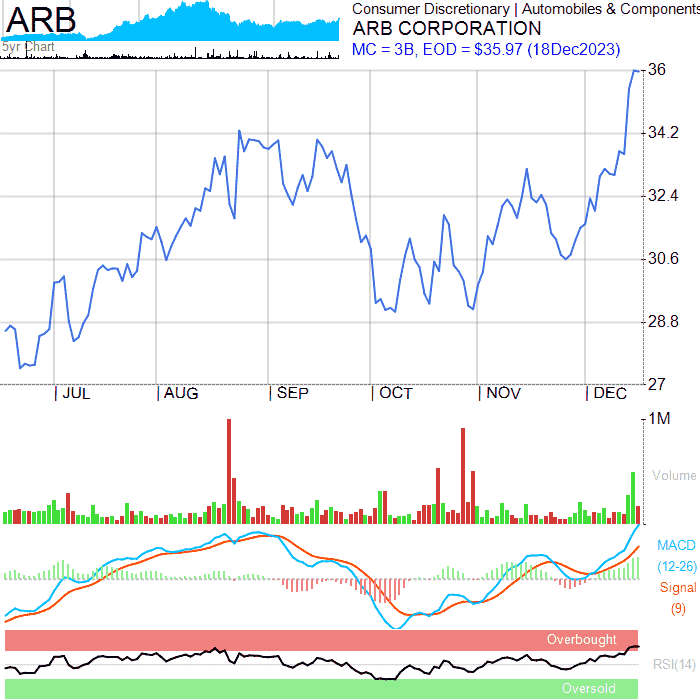 ARB
5yr Chart
Consumer Discretionary | Automobiles & Components
ARB CORPORATION
MC = 3B, EOD = $35.97 (18Dec2023)
36
34.2
32.4
30.6
28.8
27
JUL
AUG
SEP
OCT
NOV
DEC
1M
Volume
MACD
(12-26)
Signal
(9)
Overbought
RSI(14)
Oversold